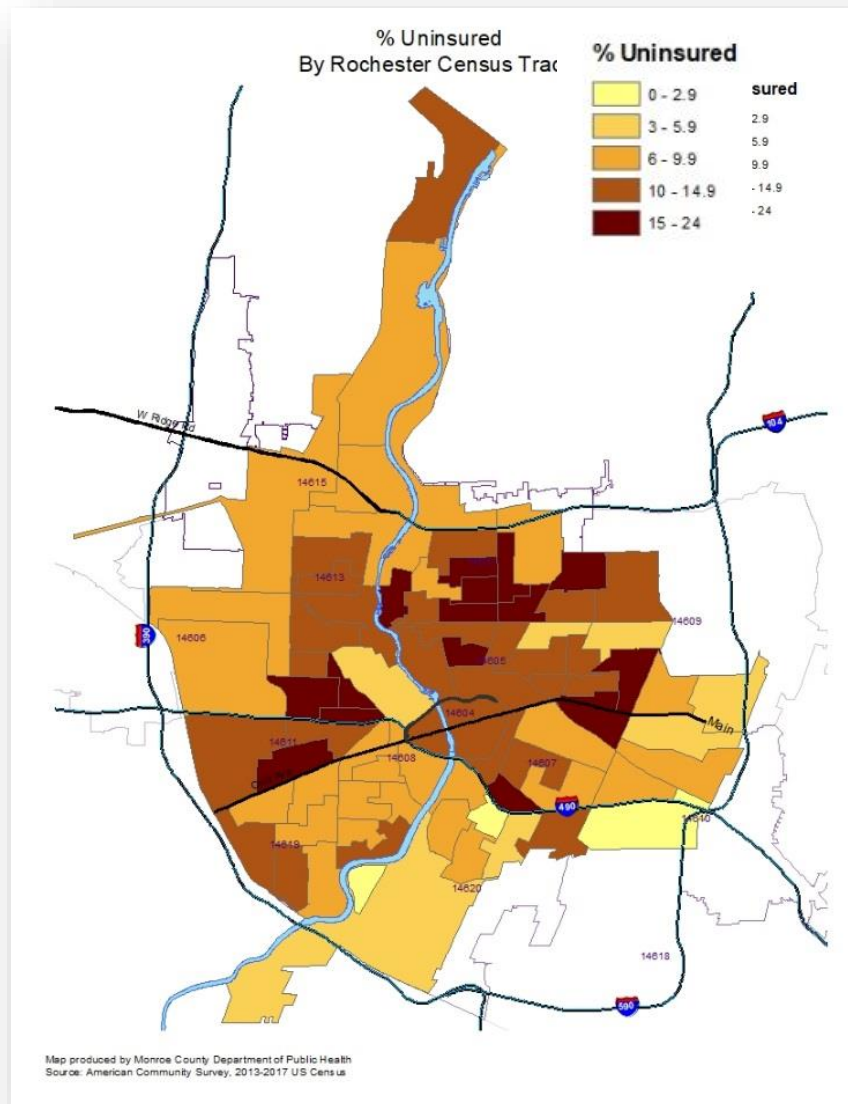 % Uninsured
By Rochester Census Trac
% Uninsured
0 - 2.9
3 - 5.9
6 - 9.9
10 - 14.9
15 - 24
sured
2.9
5.9
9.9
- 14.9
- 24
W Ridge Rd
104
14615
14613
14609
390
14606
14605
14604
Main
14611
14608
14607
490
14610
14619
14620
14618
590
Map produced by Monroe County Department of Public Health
Source: American Community Survey, 2013-2017 US Census